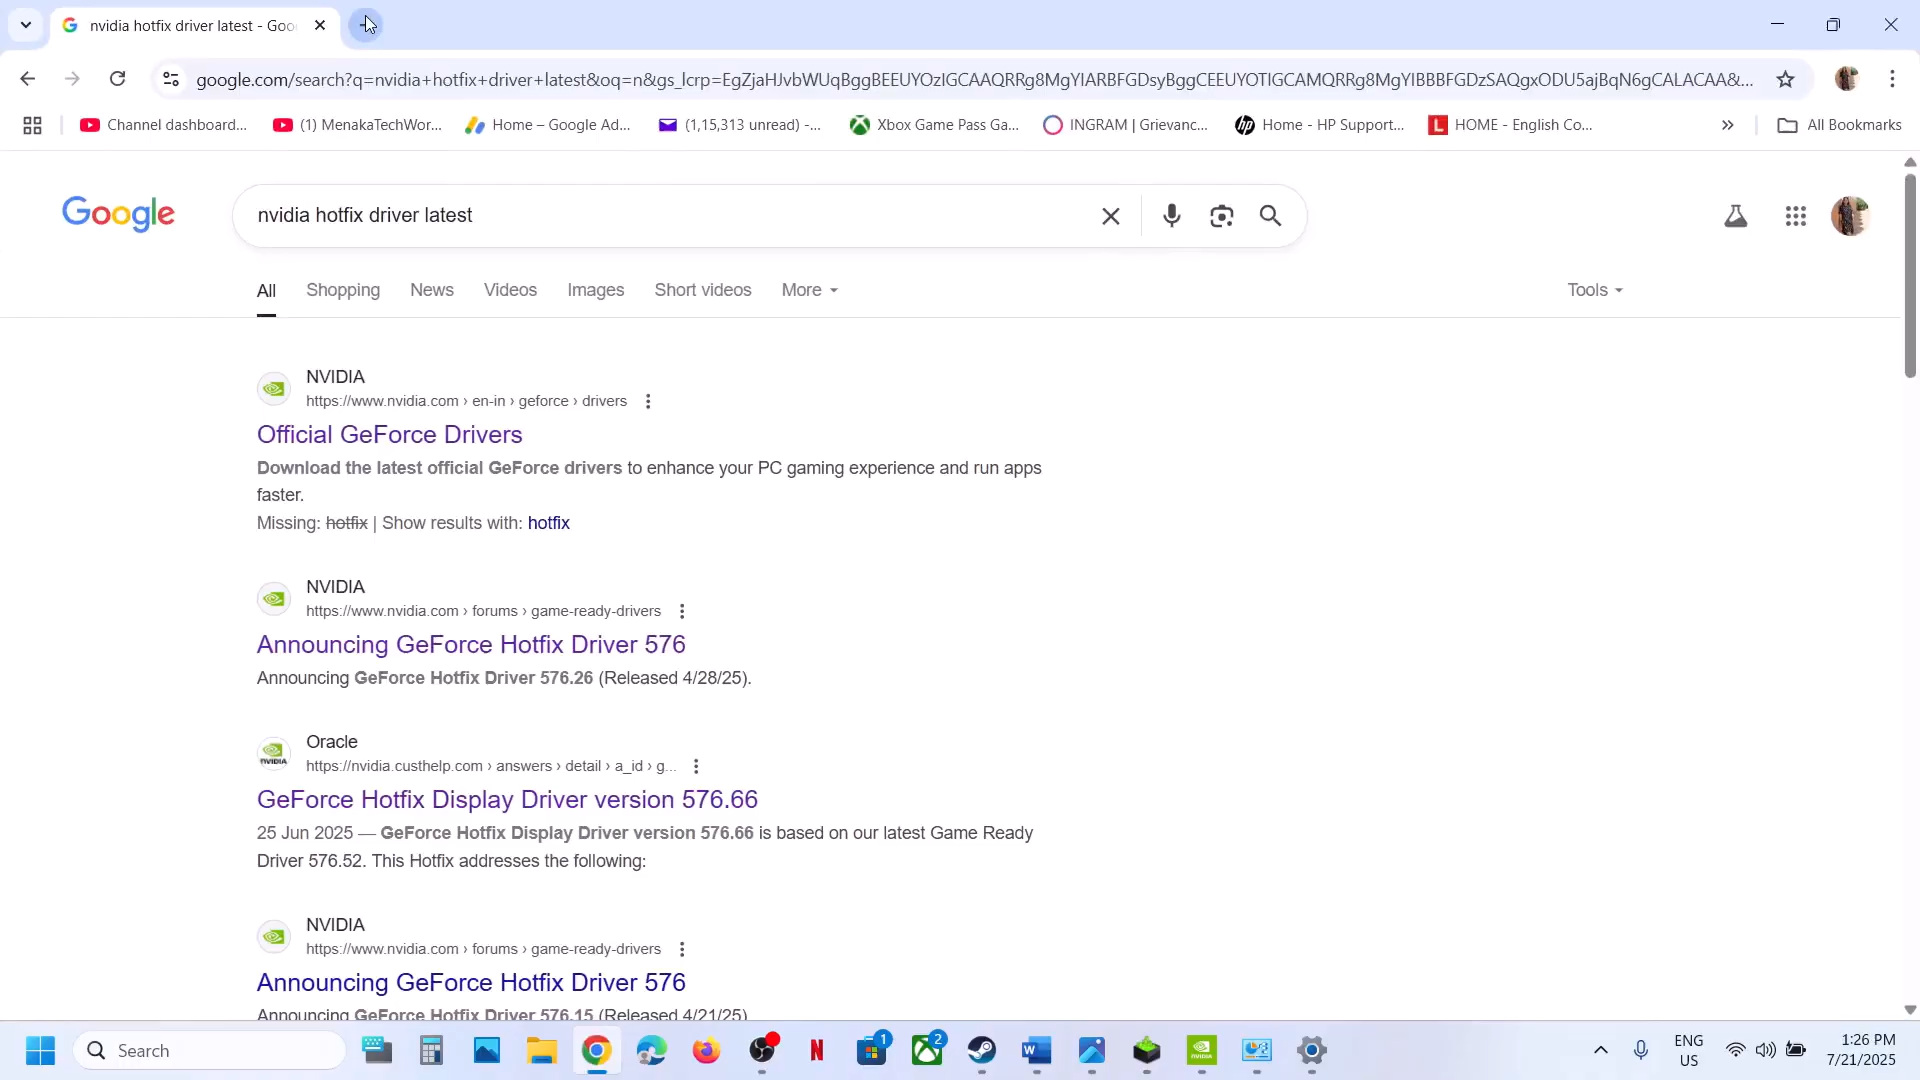 nvidia hotfix driver latest - Goo
google.com/search?q=nvidia+hotfix+driver+latest&oq=n&gs_lcrp=EgZjaHJvbWUqBggBEEUYOzIGCAAQRRg8MgYIARBFGDsyBggCEEUYOTIGCAMQRRg8MgYIBBBFGDzSAQgxODU5ajBqN6gCALACAA&...
Channel dashboard...
(1) MenakaTechWor...
Home – Google Ad...
(1,15,313 unread) -...
Xbox Game Pass Ga...
INGRAM | Grievanc...
Home - HP Support...
HOME - English Co...
All Bookmarks
Google
nvidia hotfix driver latest
All
Shopping
News
Videos
Images
Short videos
More
Tools
NVIDIA
https://www.nvidia.com › en-in › geforce › drivers
Official GeForce Drivers
Download the latest official GeForce drivers to enhance your PC gaming experience and run apps
faster.
Missing: hotfix | Show results with: hotfix
NVIDIA
https://www.nvidia.com › forums › game-ready-drivers
Announcing GeForce Hotfix Driver 576
Announcing GeForce Hotfix Driver 576.26 (Released 4/28/25).
Oracle
https://nvidia.custhelp.com › answers › detail › a_id › g...
GeForce Hotfix Display Driver version 576.66
25 Jun 2025 — GeForce Hotfix Display Driver version 576.66 is based on our latest Game Ready
Driver 576.52. This Hotfix addresses the following:
NVIDIA
https://www.nvidia.com › forums › game-ready-drivers
Announcing GeForce Hotfix Driver 576
Announcing GeForce Hotfix Driver 576.15 (Released 4/21/25)
Search
1
2
ENG
US
1:26 PM
7/21/2025